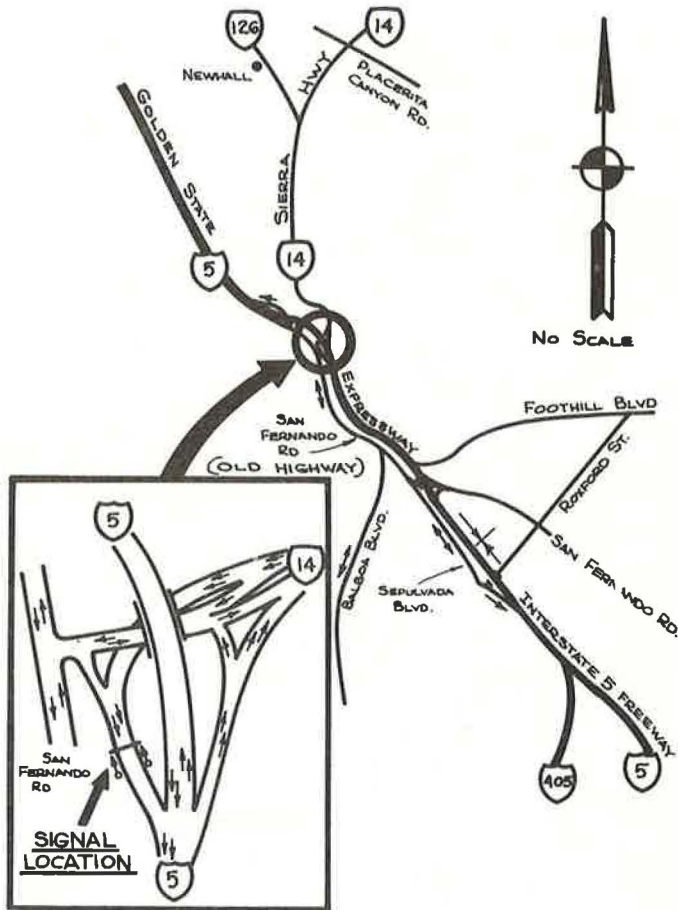 126
14
NEWHALL
PLACERITA
CANYON RD.
HWY
SIERRA
GOLDEN STATE
5
14
NO SCALE
EXPRESSWAY
SAN
FERNANDO
RD
(OLD HIGHWAY)
FOOTHILL BLVD
ROXFORD ST.
BALBOA BLVD.
SEPULVADA
BLVD.
SAN FERNANDO RD.
INTERSTATE 5 FREEWAY
405
5
5
14
SAN
FERNANDO
RD
SIGNAL
LOCATION
5